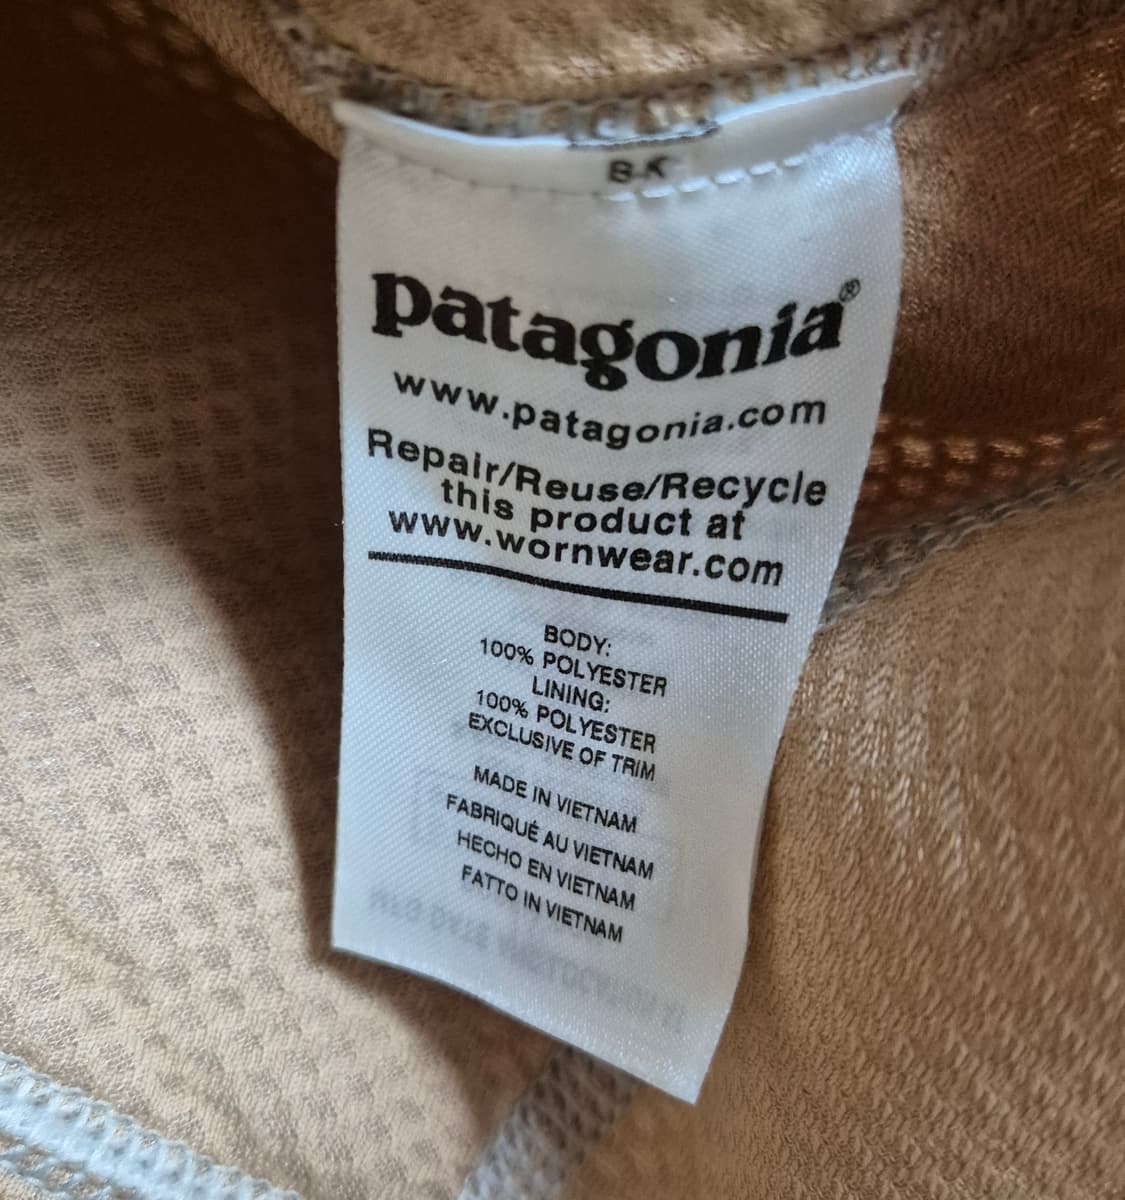 B-K
patagonia®
www.patagonia.com
Repair/Reuse/Recycle
this product at
www.wornwear.com
BODY:
100% POLYESTER
LINING:
100% POLYESTER
EXCLUSIVE OF TRIM
MADE IN VIETNAM
FABRIQUÉ AU VIETNAM
HECHO EN VIETNAM
FATTO IN VIETNAM